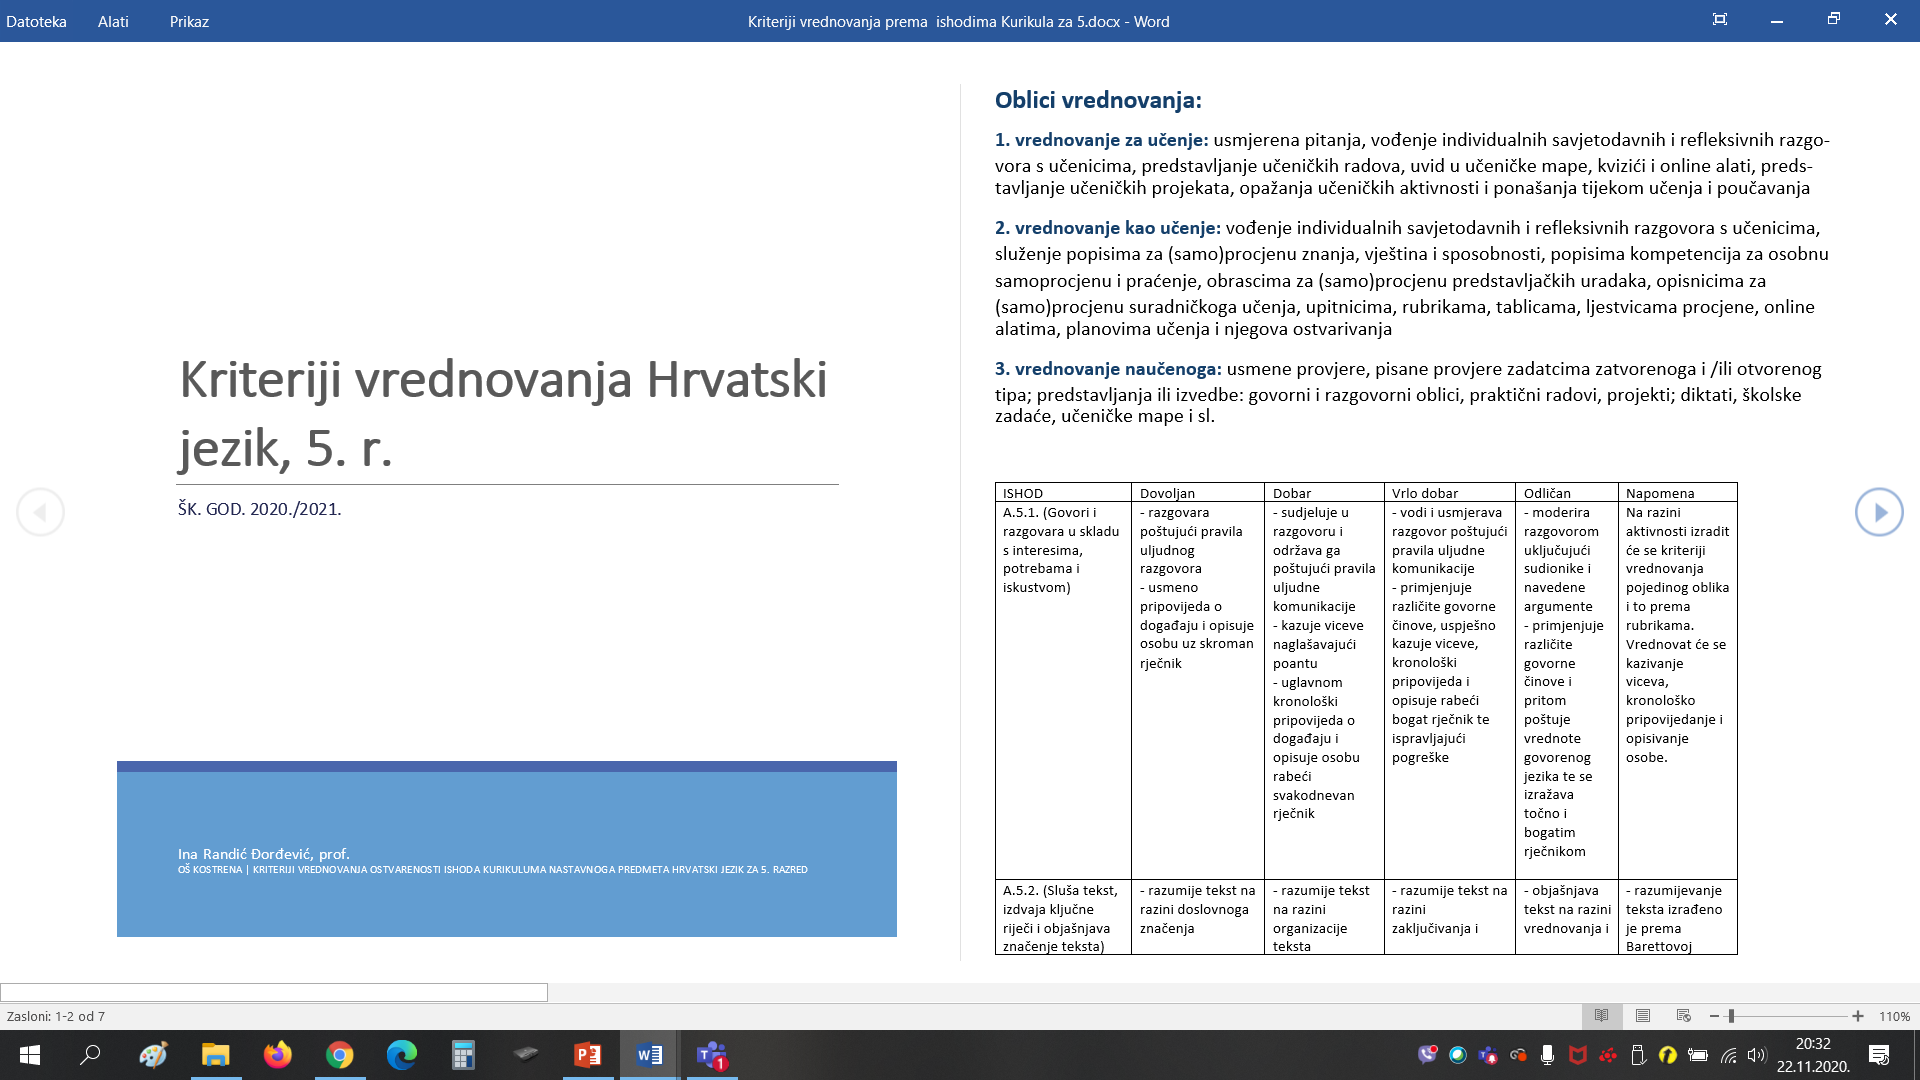 Datoteka Alati Prikaz
Kriteriji vrednovanja prema  ishodima Kurikula za 5.docx - Word
Kriteriji vrednovanja Hrvatski
jezik, 5. r.
ŠK. GOD. 2020./2021.
Ina Randić Đorđević, prof.
OŠ KOSTRENA | KRITERIJI VREDNOVANJA OSTVARENOSTI ISHODA KURIKULUMA NASTAVNOGA PREDMETA HRVATSKI JEZIK ZA 5. RAZRED
Oblici vrednovanja:
1. vrednovanje za učenje: usmjerena pitanja, vođenje individualnih savjetodavnih i refleksivnih razgo-
vora s učenicima, predstavljanje učeničkih radova, uvid u učeničke mape, kvizići i online alati, preds-
tavljanje učeničkih projekata, opažanja učeničkih aktivnosti i ponašanja tijekom učenja i poučavanja
2. vrednovanje kao učenje: vođenje individualnih savjetodavnih i refleksivnih razgovora s učenicima,
služenje popisima za (samo)procjenu znanja, vještina i sposobnosti, popisima kompetencija za osobnu
samoprocjenu i praćenje, obrascima za (samo)procjenu predstavljačkih uradaka, opisnicima za
(samo)procjenu suradničkoga učenja, upitnicima, rubrikama, tablicama, ljestvicama procjene, online
alatima, planovima učenja i njegova ostvarivanja
3. vrednovanje naučenoga: usmene provjere, pisane provjere zadatcima zatvorenoga i /ili otvorenog
tipa; predstavljanja ili izvedbe: govorni i razgovorni oblici, praktični radovi, projekti; diktati, školske
zadaće, učeničke mape i sl.
ISHOD
Dovoljan
Dobar
Vrlo dobar
Odličan
Napomena
A.5.1. (Govori i
razgovara u skladu
s interesima,
potrebama i
iskustvom)
- razgovara
poštujući pravila
uljudnog
razgovora
- usmeno
pripovijeda o
događaju i opisuje
osobu uz skroman
rječnik
- sudjeluje u
razgovoru i
održava ga
poštujući pravila
uljudne
komunikacije
- kazuje viceve
naglašavajući
poantu
- uglavnom
kronološki
pripovijeda o
događaju i
opisuje osobu
rabeći
svakodnevan
rječnik
- vodi i usmjerava
razgovor poštujući
pravila uljudne
komunikacije
- primjenjuje
različite govorne
činove, uspješno
kazuje viceve,
kronološki
pripovijeda i
opisuje rabeći
bogat rječnik te
ispravljajući
pogreške
- moderira
razgovorom
uključujući
sudionike i
navedene
argumente
- primjenjuje
različite
govorne
činove i
pritom
poštuje
vrednote
govorenog
jezika te se
izražava
točno i
bogatim
rječnikom
Na razini
aktivnosti izradit
će se kriteriji
vrednovanja
pojedinog oblika
i to prema
rubrikama.
Vrednovat će se
kazivanje
viceva,
kronološko
pripovijedanje i
opisivanje
osobe.
A.5.2. (Sluša tekst,
izdvaja ključne
riječi i objašnjava
značenje teksta)
- razumije tekst na
razini doslovnoga
značenja
- razumije tekst
na razini
organizacije
teksta
- razumije tekst na
razini
zaključivanja i
- objašnjava
tekst na razini
vrednovanja i
- razumijevanje
teksta izrađeno
je prema
Barettovoj
Zasloni: 1-2 od 7
110%
1
20:32
22.11.2020.